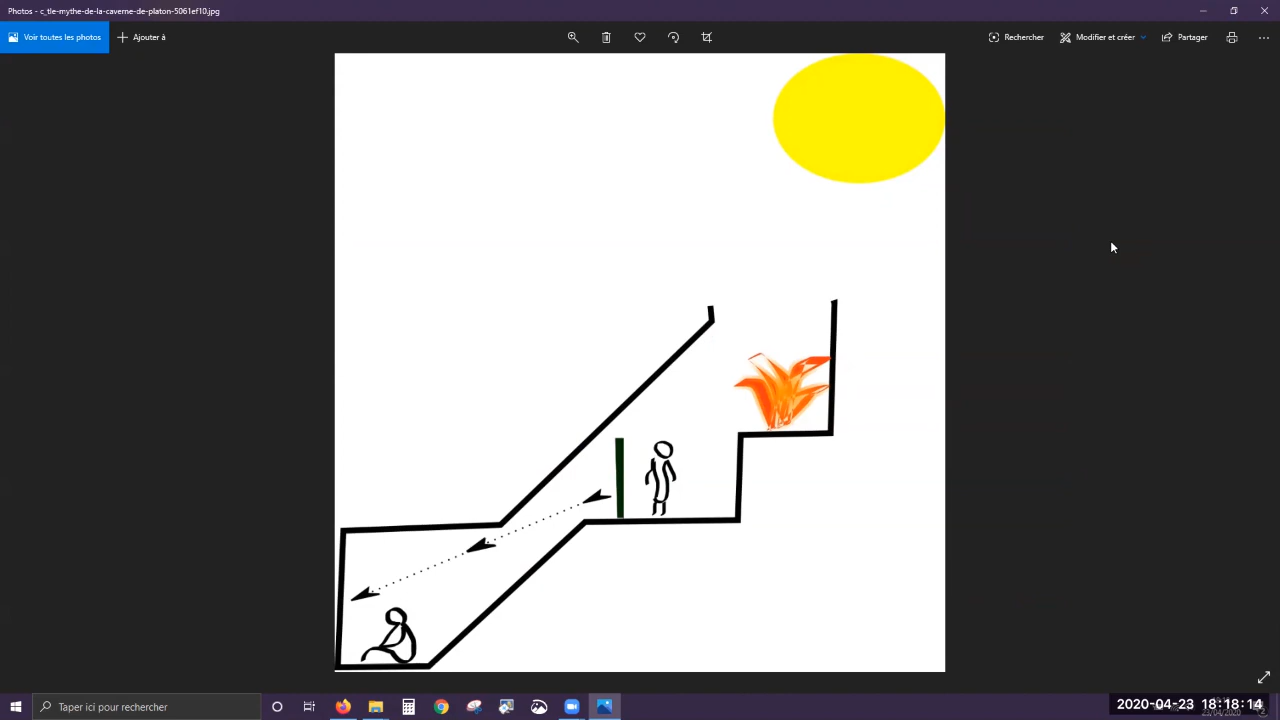 Photos - c_tle-mythe-de-la-caverne-de-platon-5061ef10.jpg
Voir toutes les photos
Ajouter à
Rechercher
Modifier et créer
Partager
Taper ici pour rechercher
2020-04-23 18:18:14